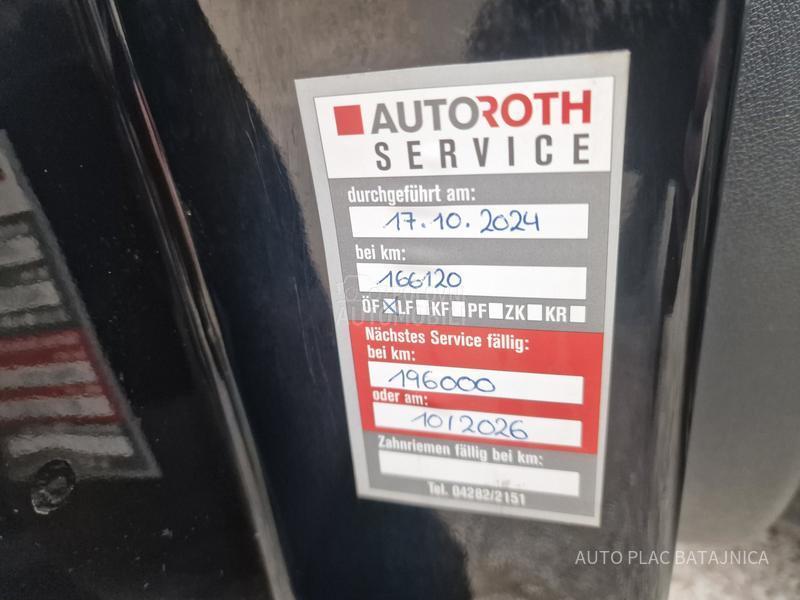 AUTOROTH
SERVICE
durchgeführt am:
17.10.2024
bei km:
166120
ÖF LF KF PF ZK KR
Nächstes Service fällig:
bei km:
196000
oder am:
10/2026
Zahnriemen fällig bei km:
Tel. 04282/2151
AUTO PLAC BATAJNICA